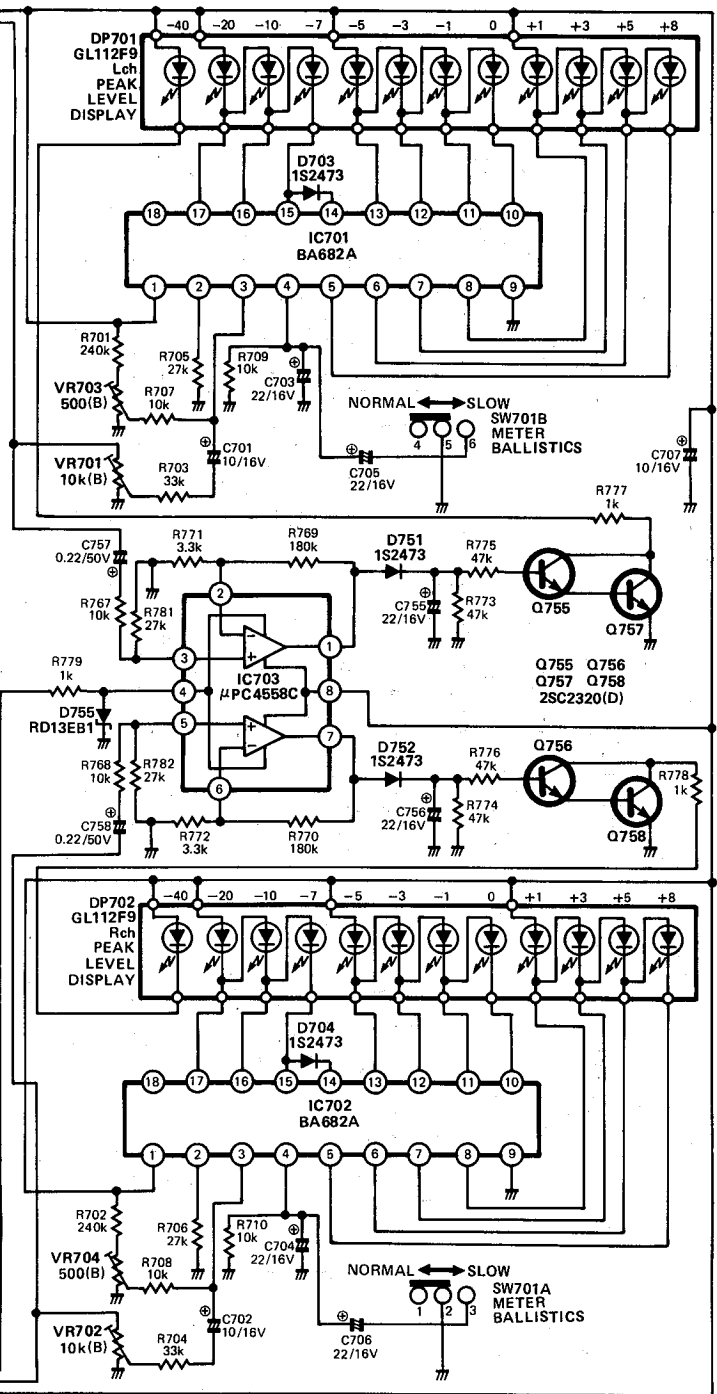 −40 −20 −10 −7 −5 −3 −1 0 +1 +3 +5 +8
DP701
GL112F9
Lch
PEAK
LEVEL
DISPLAY
D703
1S2473
18 17 16 15 14 13 12 11 10
IC701
BA682A
1 2 3 4 5 6 7 8 9
R701
240k
VR703
500(B)
R707
10k
R705
27k
R709
10k
C703
22/16V
VR701
10k(B)
R703
33k
C701
10/16V
C705
22/16V
NORMAL SLOW
4 5 6
SW701B
METER
BALLISTICS
C707
10/16V
R777
1k
C757
0.22/50V
R771
3.3k
R769
180k
D751
1S2473
R775
47k
R767
10k
R781
27k
2
C755
22/16V
R773
47k
Q755
Q757
3
1
R779
1k
4
IC703
μPC4558C
8
Q755 Q756
Q757 Q758
2SC2320(D)
D755
RD13EB1
5
7
R768
10k
R782
27k
6
D752
1S2473
R776
47k
Q756
R778
1k
C758
0.22/50V
R772
3.3k
R770
180k
C756
22/16V
R774
47k
Q758
−40 −20 −10 −7 −5 −3 −1 0 +1 +3 +5 +8
DP702
GL112F9
Rch
PEAK
LEVEL
DISPLAY
D704
1S2473
18 17 16 15 14 13 12 11 10
IC702
BA682A
1 2 3 4 5 6 7 8 9
R702
240k
VR704
500(B)
R708
10k
R706
27k
R710
10k
C704
22/16V
VR702
10k(B)
R704
33k
C702
10/16V
C706
22/16V
NORMAL SLOW
1 2 3
SW701A
METER
BALLISTICS